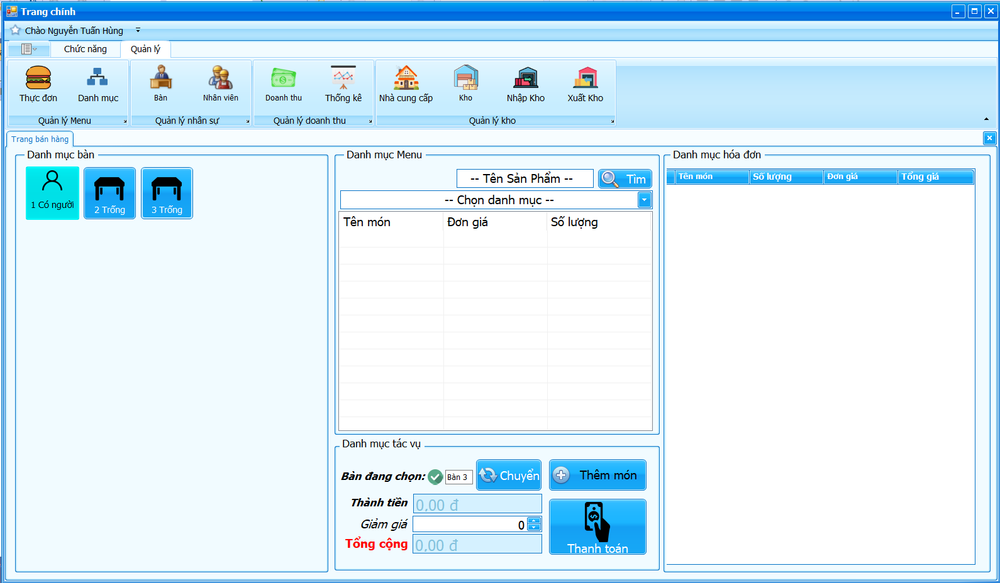 Trang chính
Chào Nguyễn Tuấn Hùng
Chức năng
Quản lý
Thực đơn
Danh mục
Bàn
Nhân viên
Doanh thu
Thống kê
Nhà cung cấp
Kho
Nhập Kho
Xuất Kho
Quản lý Menu
Quản lý nhân sự
Quản lý doanh thu
Quản lý kho
Trang bán hàng
Danh mục bàn
1 Có người
2 Trống
3 Trống
Danh mục Menu
-- Tên Sản Phẩm --
Tìm
-- Chọn danh mục --
Tên món
Đơn giá
Số lượng
Danh mục tác vụ
Bàn đang chọn:
Bàn 3
Chuyển
Thêm món
Thành tiền
0,00 đ
Giảm giá
0
Tổng cộng
0,00 đ
Thanh toán
Danh mục hóa đơn
Tên món
Số lượng
Đơn giá
Tổng giá